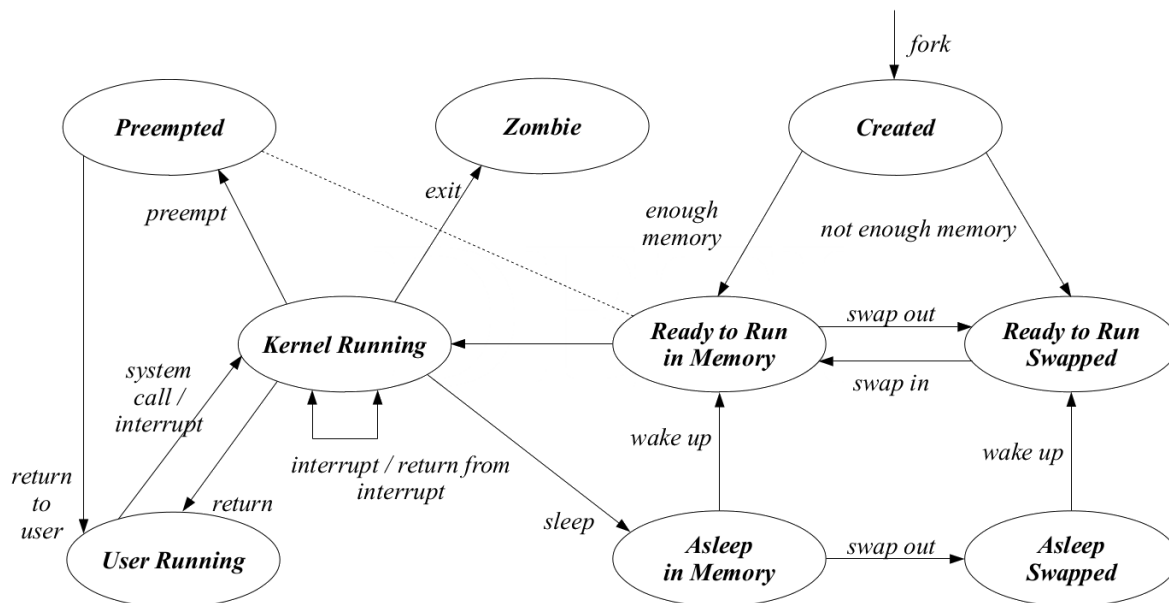 fork
Preempted
Zombie
Created
preempt
exit
enough
memory
not enough memory
Kernel Running
Ready to Run
in Memory
swap out
Ready to Run
Swapped
swap in
system
call /
interrupt
wake up
wake up
interrupt / return from
interrupt
return
to
user
return
sleep
User Running
Asleep
in Memory
swap out
Asleep
Swapped